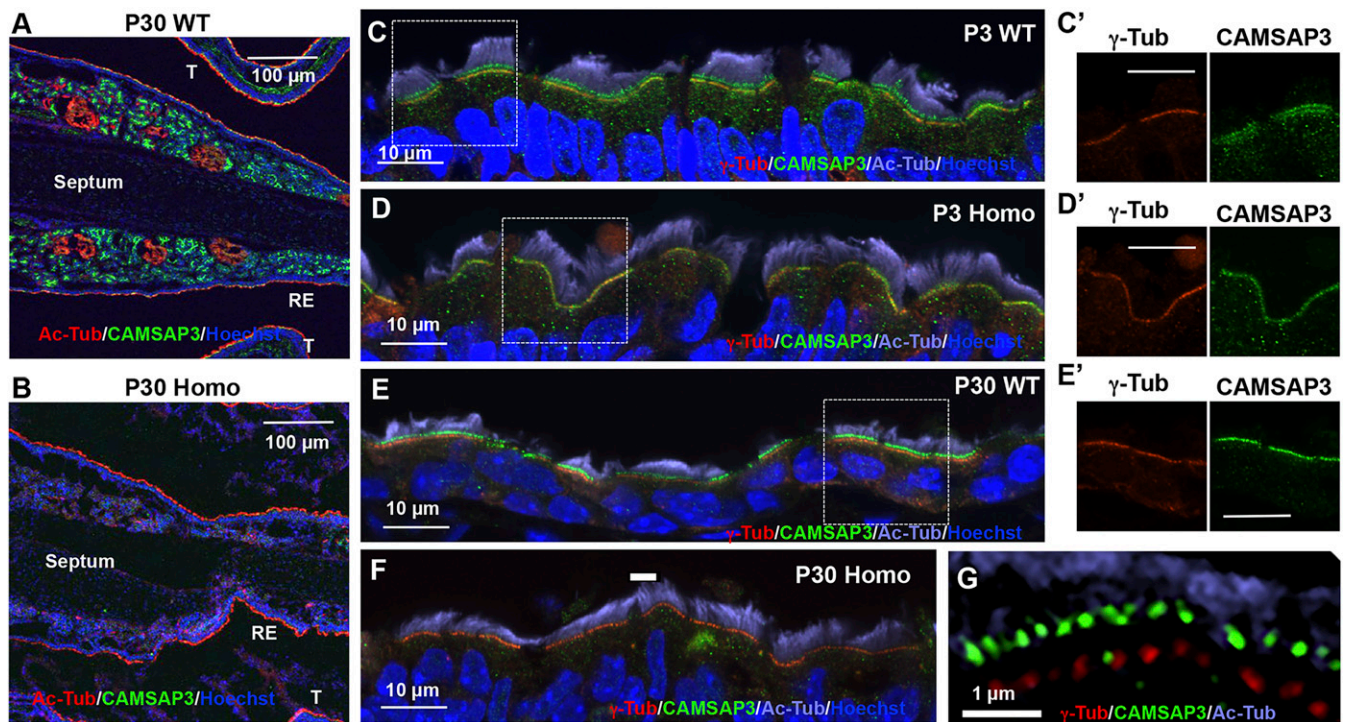 A
P30 WT
T
100 µm
Septum
RE
Ac-Tub/CAMSAP3/Hoechst
T
B
P30 Homo
100 µm
Septum
RE
T
Ac-Tub/CAMSAP3/Hoechst
C
P3 WT
10 µm
γ-Tub/CAMSAP3/Ac-Tub/Hoechst
D
P3 Homo
10 µm
γ-Tub/CAMSAP3/Ac-Tub/Hoechst
E
P30 WT
10 µm
γ-Tub/CAMSAP3/Ac-Tub/Hoechst
F
P30 Homo
10 µm
γ-Tub/CAMSAP3/Ac-Tub/Hoechst
C’
γ-Tub CAMSAP3
D’
γ-Tub CAMSAP3
E’
γ-Tub CAMSAP3
G
1 µm
γ-Tub/CAMSAP3/Ac-Tub